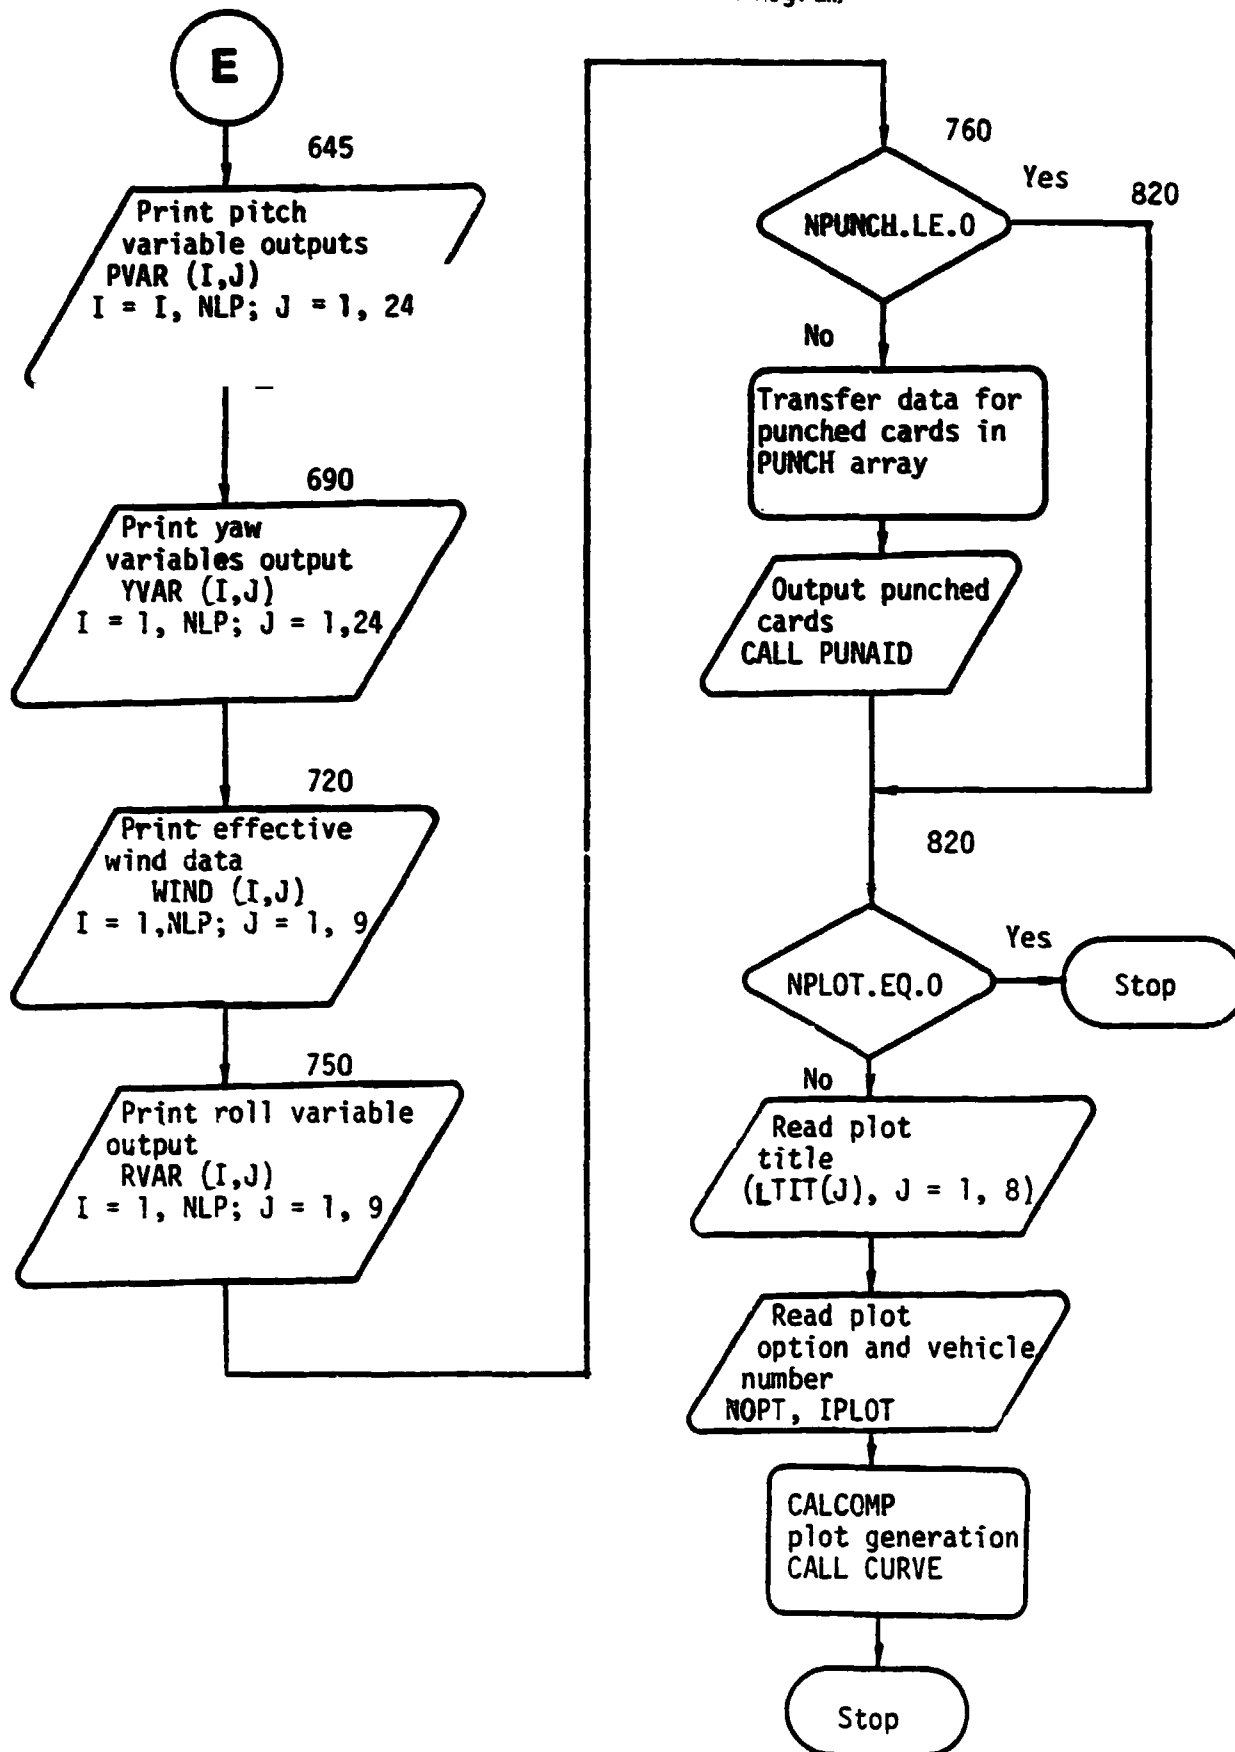 E
645
Print pitch
variable outputs
PVAR (I,J)
I = I, NLP; J = 1, 24
690
Print yaw
variables output
YVAR (I,J)
I = 1, NLP; J = 1,24
720
Print effective
wind data
WIND (I,J)
I = 1,NLP; J = 1, 9
750
Print roll variable
output
RVAR (I,J)
I = 1, NLP; J = 1, 9
760
NPUNCH.LE.0
Yes
820
No
Transfer data for
punched cards in
PUNCH array
Output punched
cards
CALL PUNAID
820
NPLOT.EQ.0
Yes
Stop
No
Read plot
title
(LTIT(J), J = 1, 8)
Read plot
option and vehicle
number
NOPT, IPLOT
CALCOMP
plot generation
CALL CURVE
Stop